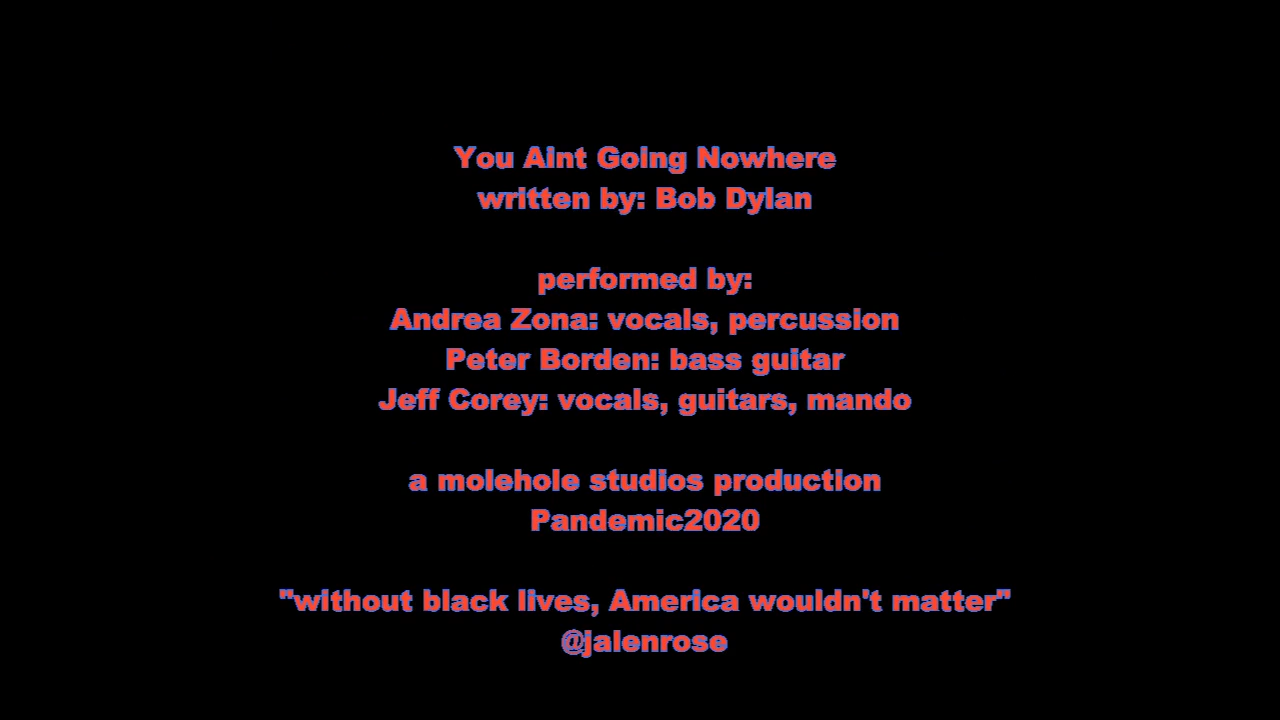 You Aint Going Nowhere
written by: Bob Dylan
performed by:
Andrea Zona: vocals, percussion
Peter Borden: bass guitar
Jeff Corey: vocals, guitars, mando
a molehole studios production
Pandemic2020
"without black lives, America wouldn't matter"
@jalenrose